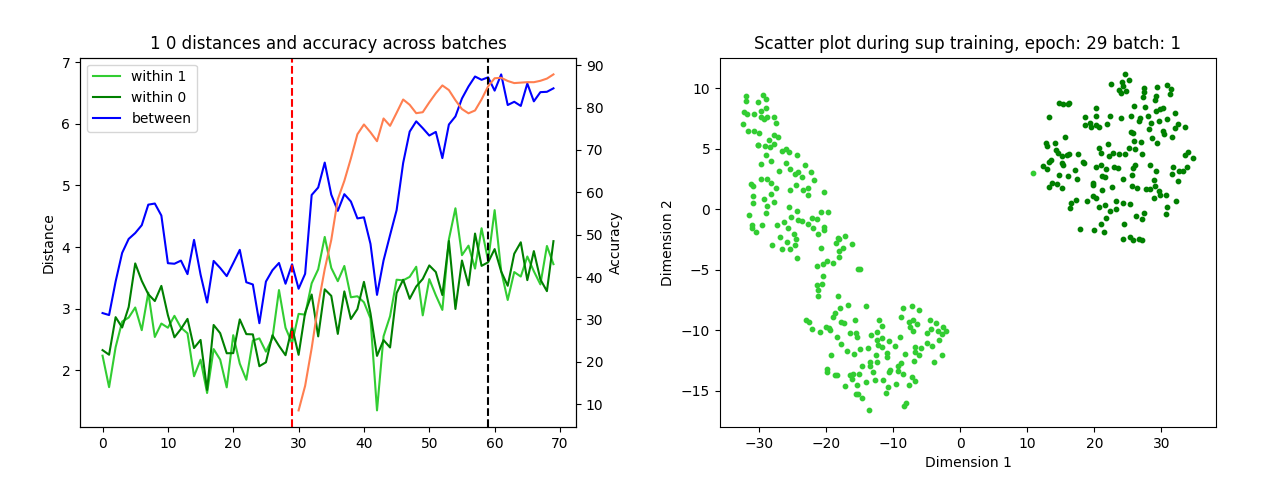 1 0 distances and accuracy across batches
within 1
within 0
between
Distance
7
6
5
4
3
2
0 10 20 30 40 50 60 70
90
80
70
60
50
40
30
20
10
Accuracy
Scatter plot during sup training, epoch: 29 batch: 1
Dimension 2
10
5
0
−5
−10
−15
−30 −20 −10 0 10 20 30
Dimension 1